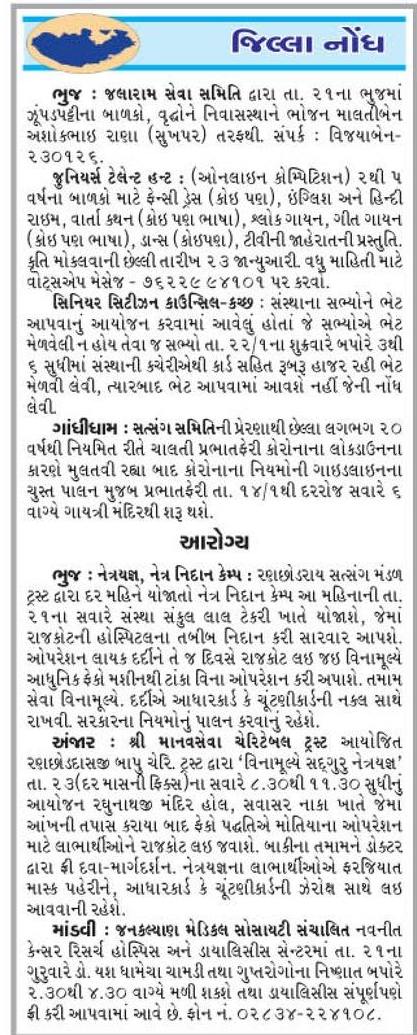 જિલ્લા નોંધ
ભુજ : જલારામ સેવા સમિતિ દ્વારા તા. ૨૧ના ભુજમાં
ઝૂંપડપટ્ટીના બાળકો, વૃદ્ધોને નિવાસસ્થાને ભોજન માલતીબેન
અશોકભાઇ રાણા (સુખપર) તરફથી. સંપર્ક : વિજયાબેન-
૨૩૦૧૨૬.
જુનિયર્સ ટેલેન્ટ હન્ટ : (ઓનલાઇન કોમ્પિટિશન) ૨થી ૫
વર્ષના બાળકો માટે ફેન્સી ડ્રેસ (કોઇ પણ), ઇંગ્લિશ અને હિન્દી
રાઇમ, વાર્તા કથન (કોઇ પણ ભાષા), શ્લોક ગાયન, ગીત ગાયન
(કોઇ પણ ભાષા), ડાન્સ (કોઇપણ), ટીવીની જાહેરાતની પ્રસ્તુતિ.
કૃતિ મોકલવાની છેલ્લી તારીખ ૨૩ જાન્યુઆરી. વધુ માહિતી માટે
વોટ્સએપ મેસેજ - ૭૬૨૨૯ ૯૪૧૦૧ પર કરવો.
સિનિયર સિટીઝન કાઉન્સિલ-કચ્છ : સંસ્થાના સભ્યોને ભેટ
આપવાનું આયોજન કરવામાં આવેલું હોતાં જે સભ્યોએ ભેટ
મેળવેલી ન હોય તેવા જ સભ્યો તા. ૨૨/૧ના શુક્રવારે બપોરે ૩થી
૬ સુધીમાં સંસ્થાની કચેરીએથી કાર્ડ સહિત રૂબરૂ હાજર રહી ભેટ
મેળવી લેવી, ત્યારબાદ ભેટ આપવામાં આવશે નહીં જેની નોંધ
લેવી.
ગાંધીધામ : સત્સંગ સમિતિની પ્રેરણાથી છેલ્લા લગભગ ૨૦
વર્ષથી નિયમિત રીતે ચાલતી પ્રભાતફેરી કોરોનાના લોકડાઉનના
કારણે મુલતવી રહ્યા બાદ કોરોનાના નિયમોની ગાઇડલાઇનના
ચુસ્ત પાલન મુજબ પ્રભાતફેરી તા. ૧૪/૧થી દરરોજ સવારે ૬
વાગ્યે ગાયત્રી મંદિરથી શરૂ થશે.
આરોગ્ય
ભુજ : નેત્રયજ્ઞ, નેત્ર નિદાન કેમ્પ : રણછોડરાય સત્સંગ મંડળ
ટ્રસ્ટ દ્વારા દર મહિને યોજાતો નેત્ર નિદાન કેમ્પ આ મહિનાની તા.
૨૧ના સવારે સંસ્થા સંકુલ લાલ ટેકરી ખાતે યોજાશે, જેમાં
રાજકોટની હોસ્પિટલના તબીબ નિદાન કરી સારવાર આપશે.
ઓપરેશન લાયક દર્દીને તે જ દિવસે રાજકોટ લઇ જઇ વિનામૂલ્યે
આધુનિક ફેકો મશીનથી ટાંકા વિના ઓપરેશન કરી અપાશે. તમામ
સેવા વિનામૂલ્યે. દર્દીએ આધારકાર્ડ કે ચૂંટણીકાર્ડની નકલ સાથે
રાખવી. સરકારના નિયમોનું પાલન કરવાનું રહેશે.
અંજાર : શ્રી માનવસેવા ચેરિટેબલ ટ્રસ્ટ આયોજિત
રણછોડદાસજી બાપુ ચેરિ. ટ્રસ્ટ દ્વારા ‘વિનામૂલ્યે સદ્‌ગુરુ નેત્રયજ્ઞ’
તા. ૨૩(દર માસની ફિક્સ)ના સવારે ૮.૩૦થી ૧૧.૩૦ સુધીનું
આયોજન રઘુનાથજી મંદિર હોલ, સવાસર નાકા ખાતે જેમાં
આંખની તપાસ કરાયા બાદ ફેકો પદ્ધતિએ મોતિયાના ઓપરેશન
માટે લાભાર્થીઓને રાજકોટ લઇ જવાશે. બાકીના તમામને ડોક્ટર
દ્વારા ફ્રી દવા-માર્ગદર્શન. નેત્રયજ્ઞના લાભાર્થીઓએ ફરજિયાત
માસ્ક પહેરીને, આધારકાર્ડ કે ચૂંટણીકાર્ડની ઝેરોક્ષ સાથે લઇ
આવવાની રહેશે.
માંડવી : જનકલ્યાણ મેડિકલ સોસાયટી સંચાલિત નવનીત
કેન્સર રિસર્ચ હોસ્પિસ અને ડાયાલિસીસ સેન્ટરમાં તા. ૨૧ના
ગુરુવારે ડો. યશ ધામેચા ચામડી તથા ગુપ્તરોગોના નિષ્ણાત બપોરે
૨.૩૦થી ૪.૩૦ વાગ્યે મળી શકશે તથા ડાયાલિસીસ સંપૂર્ણપણે
ફ્રી કરી આપવામાં આવે છે. ફોન નં. ૦૨૮૩૪-૨૨૪૧૦૮.